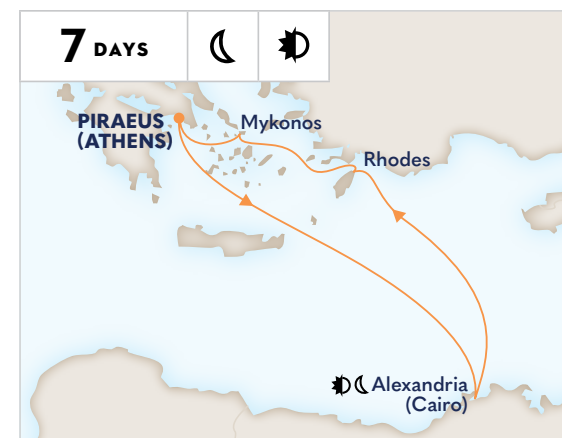 7 DAYS
PIRAEUS
(ATHENS)
Mykonos
Rhodes
Alexandria
(Cairo)